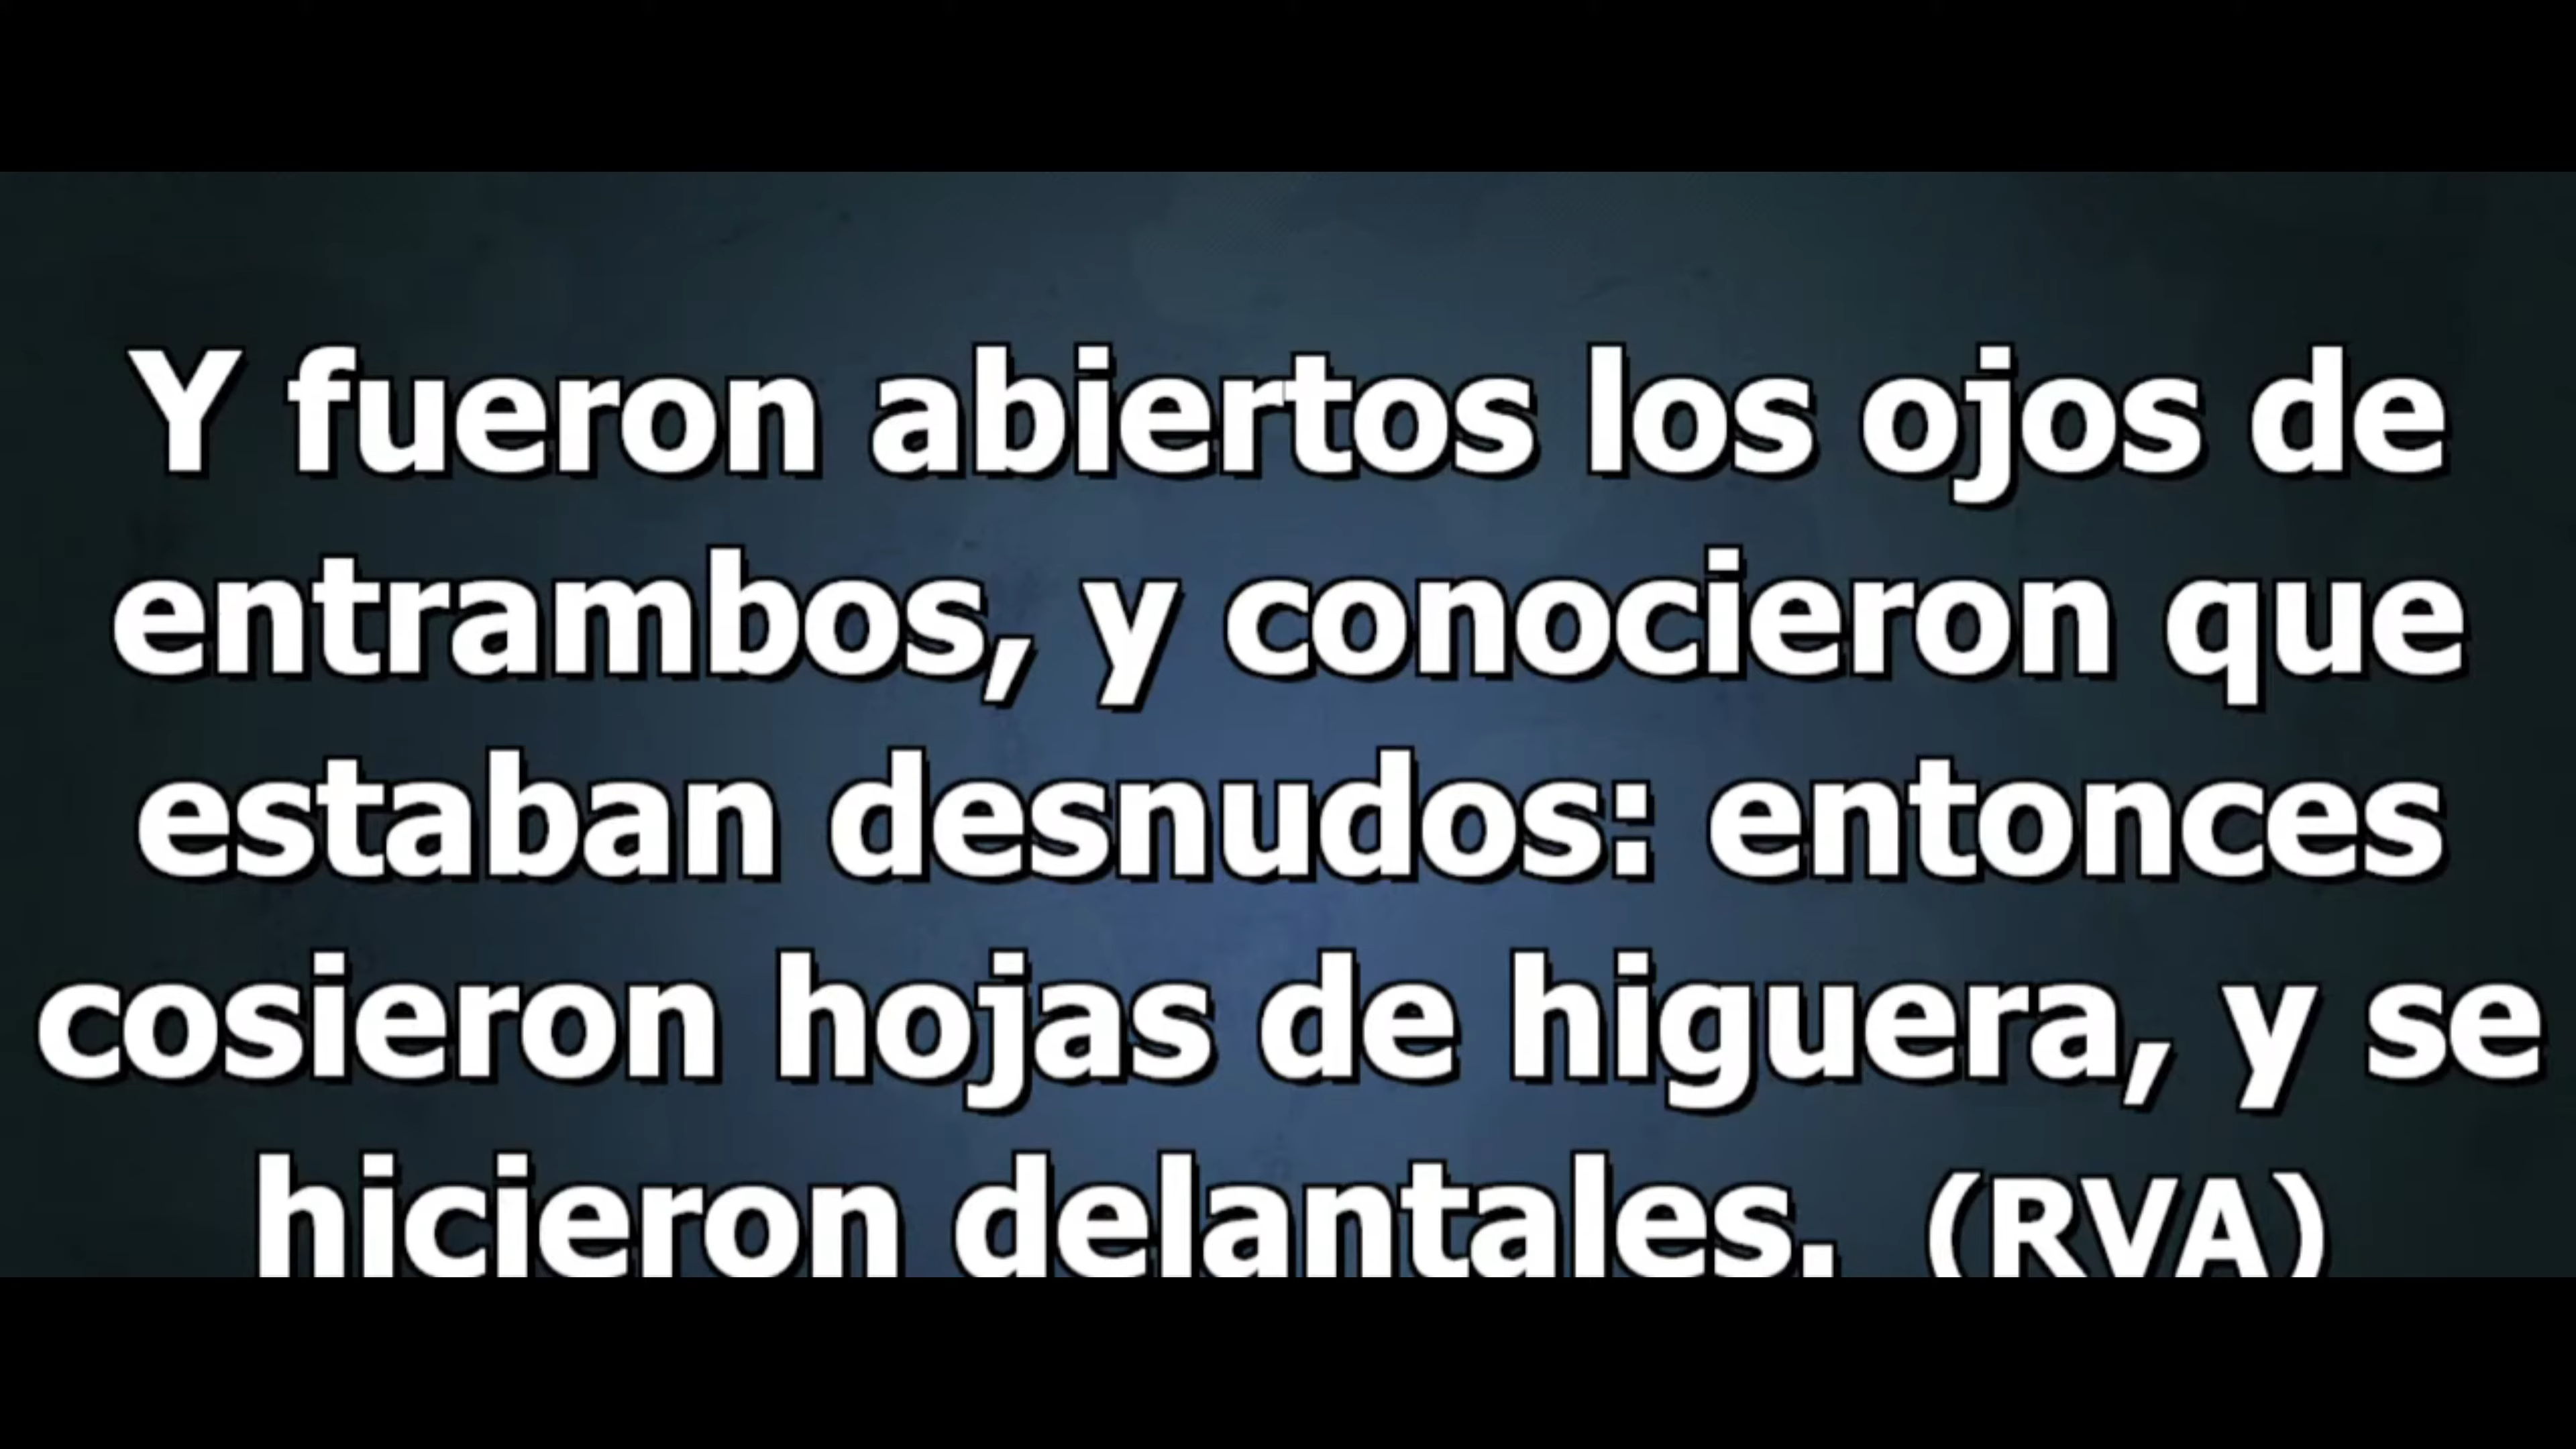 Y fueron abiertos los ojos de
entrambos, y conocieron que
estaban desnudos: entonces
cosieron hojas de higuera, y se
hicieron delantales. (RVA)